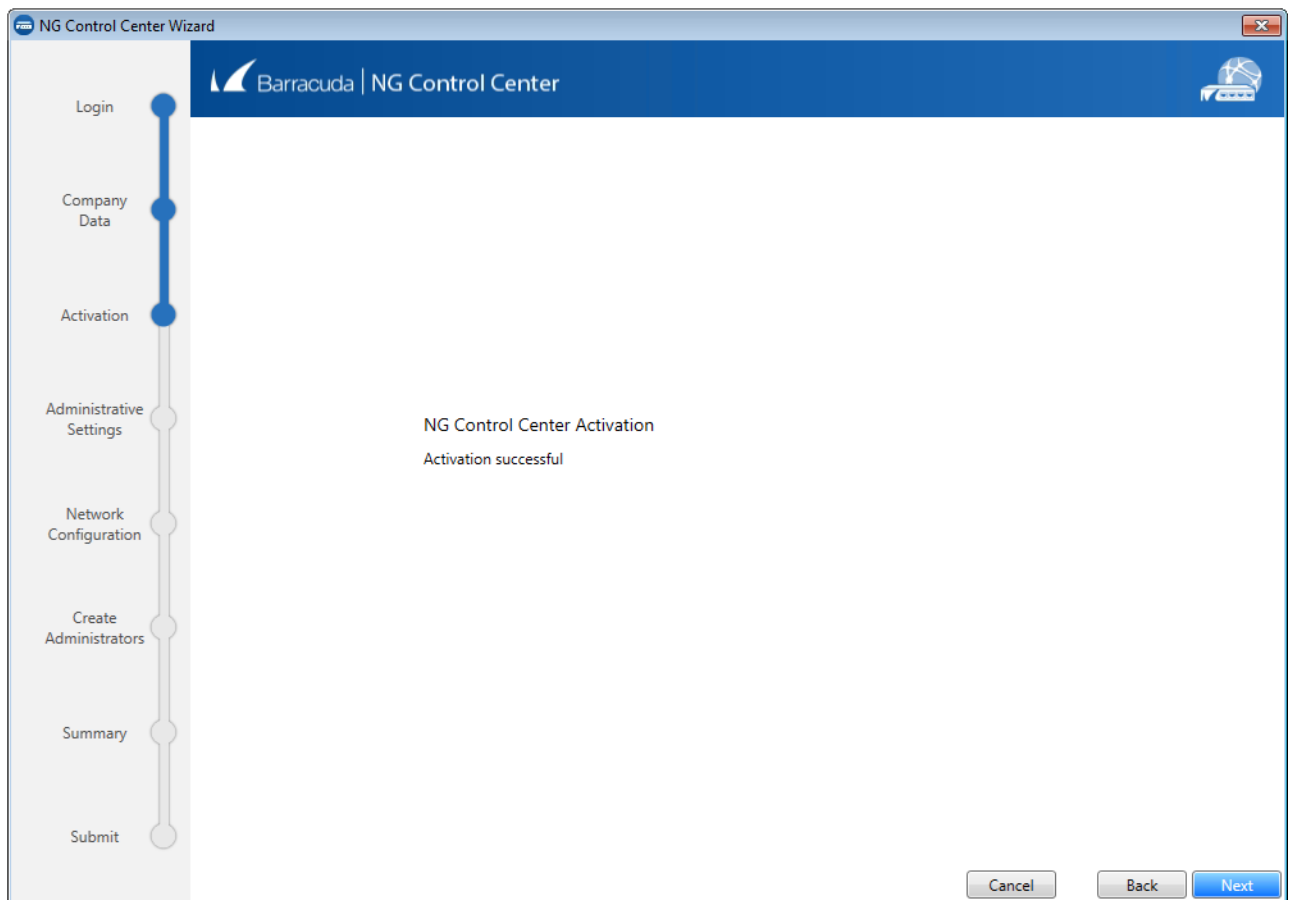 NG Control Center Wizard
Barracuda | NG Control Center
Login
Company
Data
Activation
Administrative
Settings
Network
Configuration
Create
Administrators
Summary
Submit
NG Control Center Activation
Activation successful
Cancel
Back
Next